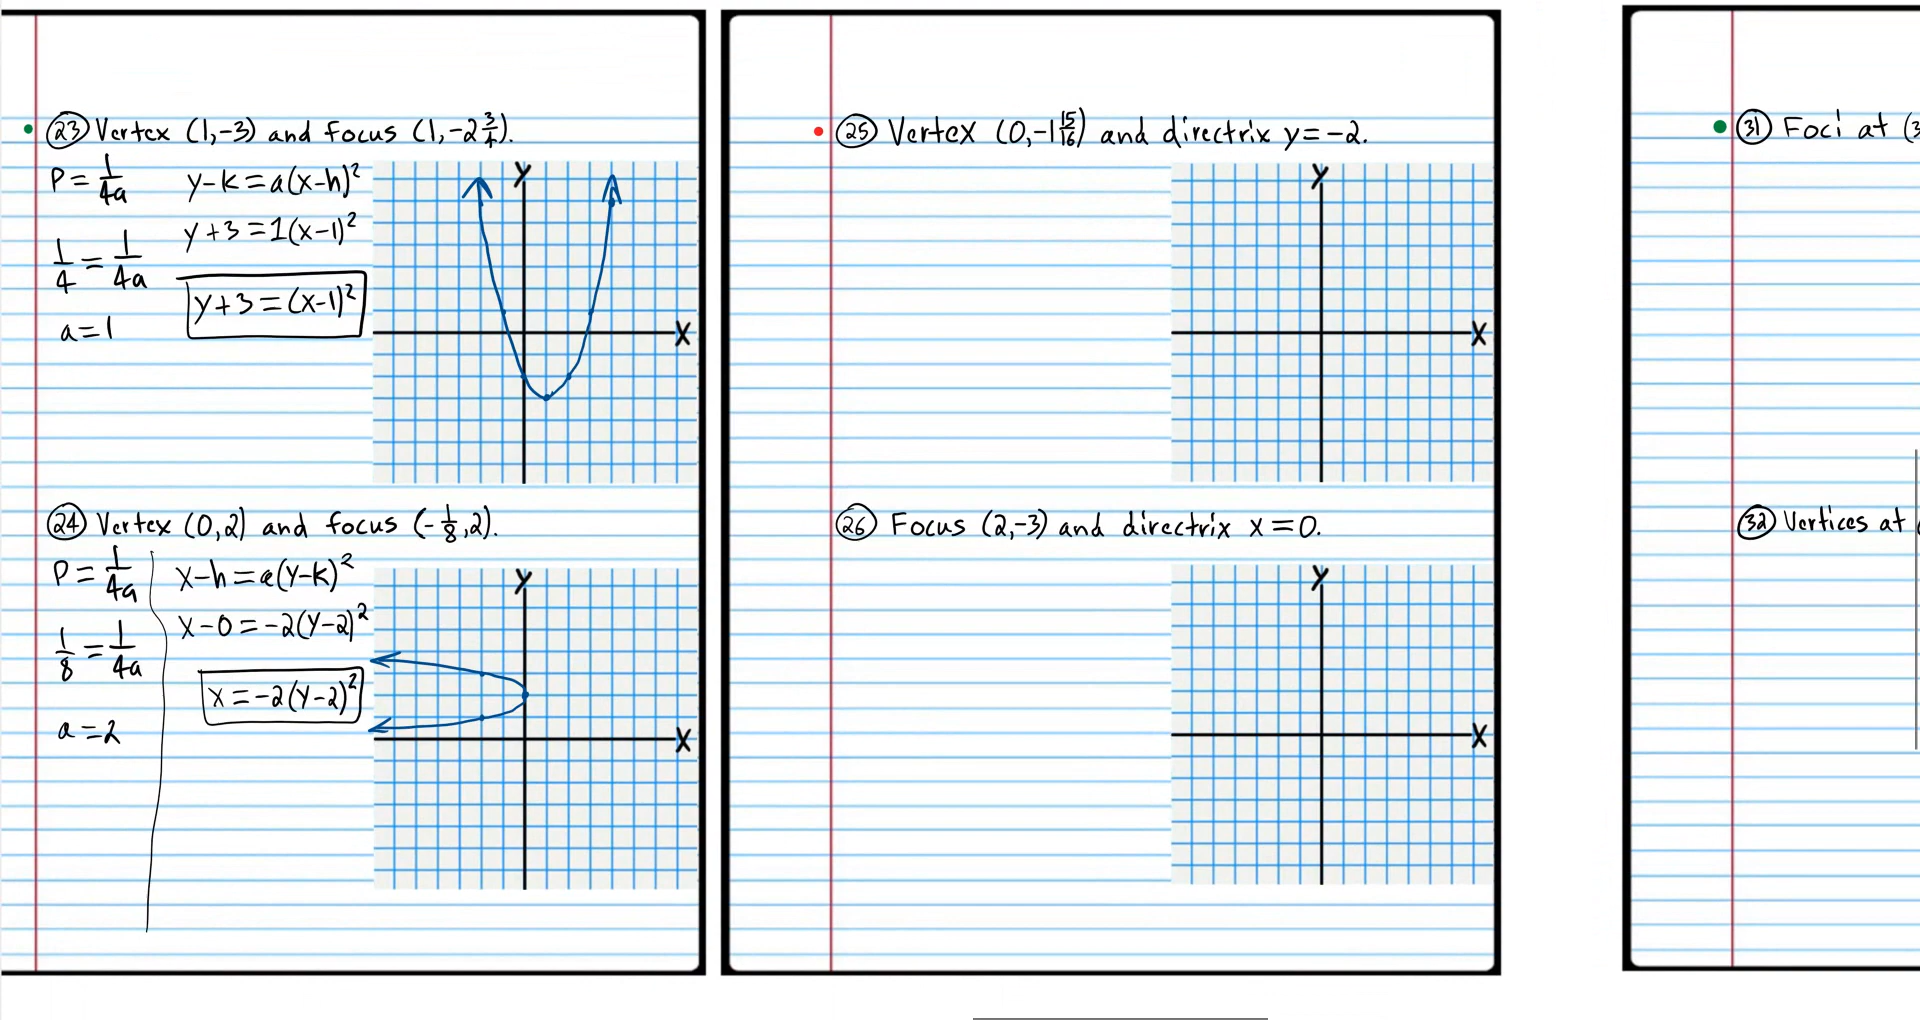 23 Vertex (1,-3) and focus (1,-2 3/4).
P = 1/4a
y-k = a(x-h)²
1/4 = 1/4a
y+3 = 1(x-1)²
y+3 = (x-1)²
a = 1
Y
X
24 Vertex (0,2) and focus (-1/8,2).
P = 1/4a
x-h = a(y-k)²
1/8 = 1/4a
x-0 = -2(y-2)²
x = -2(y-2)²
a = 2
Y
X
25 Vertex (0,-1 15/16) and directrix y = -2.
Y
X
26 Focus (2,-3) and directrix x = 0.
Y
X
31 Foci at (3
32 Vertices at